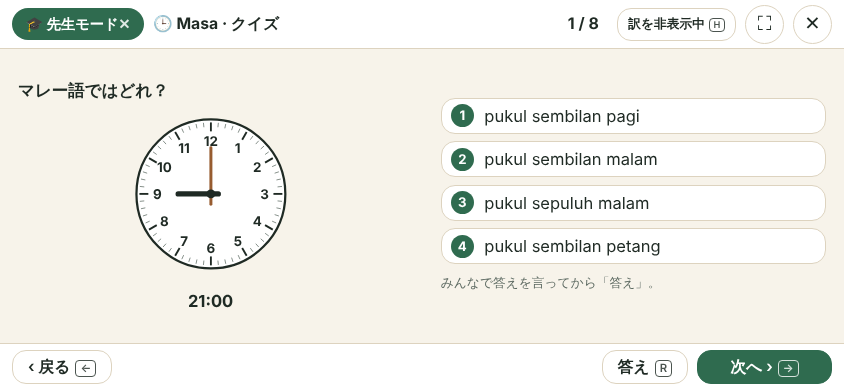 🎓 先生モード✕
🕒 Masa · クイズ
1 / 8
訳を非表示中 H
✕
マレー語ではどれ？
12
1
2
3
4
5
6
7
8
9
10
11
21:00
1 pukul sembilan pagi
2 pukul sembilan malam
3 pukul sepuluh malam
4 pukul sembilan petang
みんなで答えを言ってから「答え」。
‹ 戻る ←
答え R
次へ › →